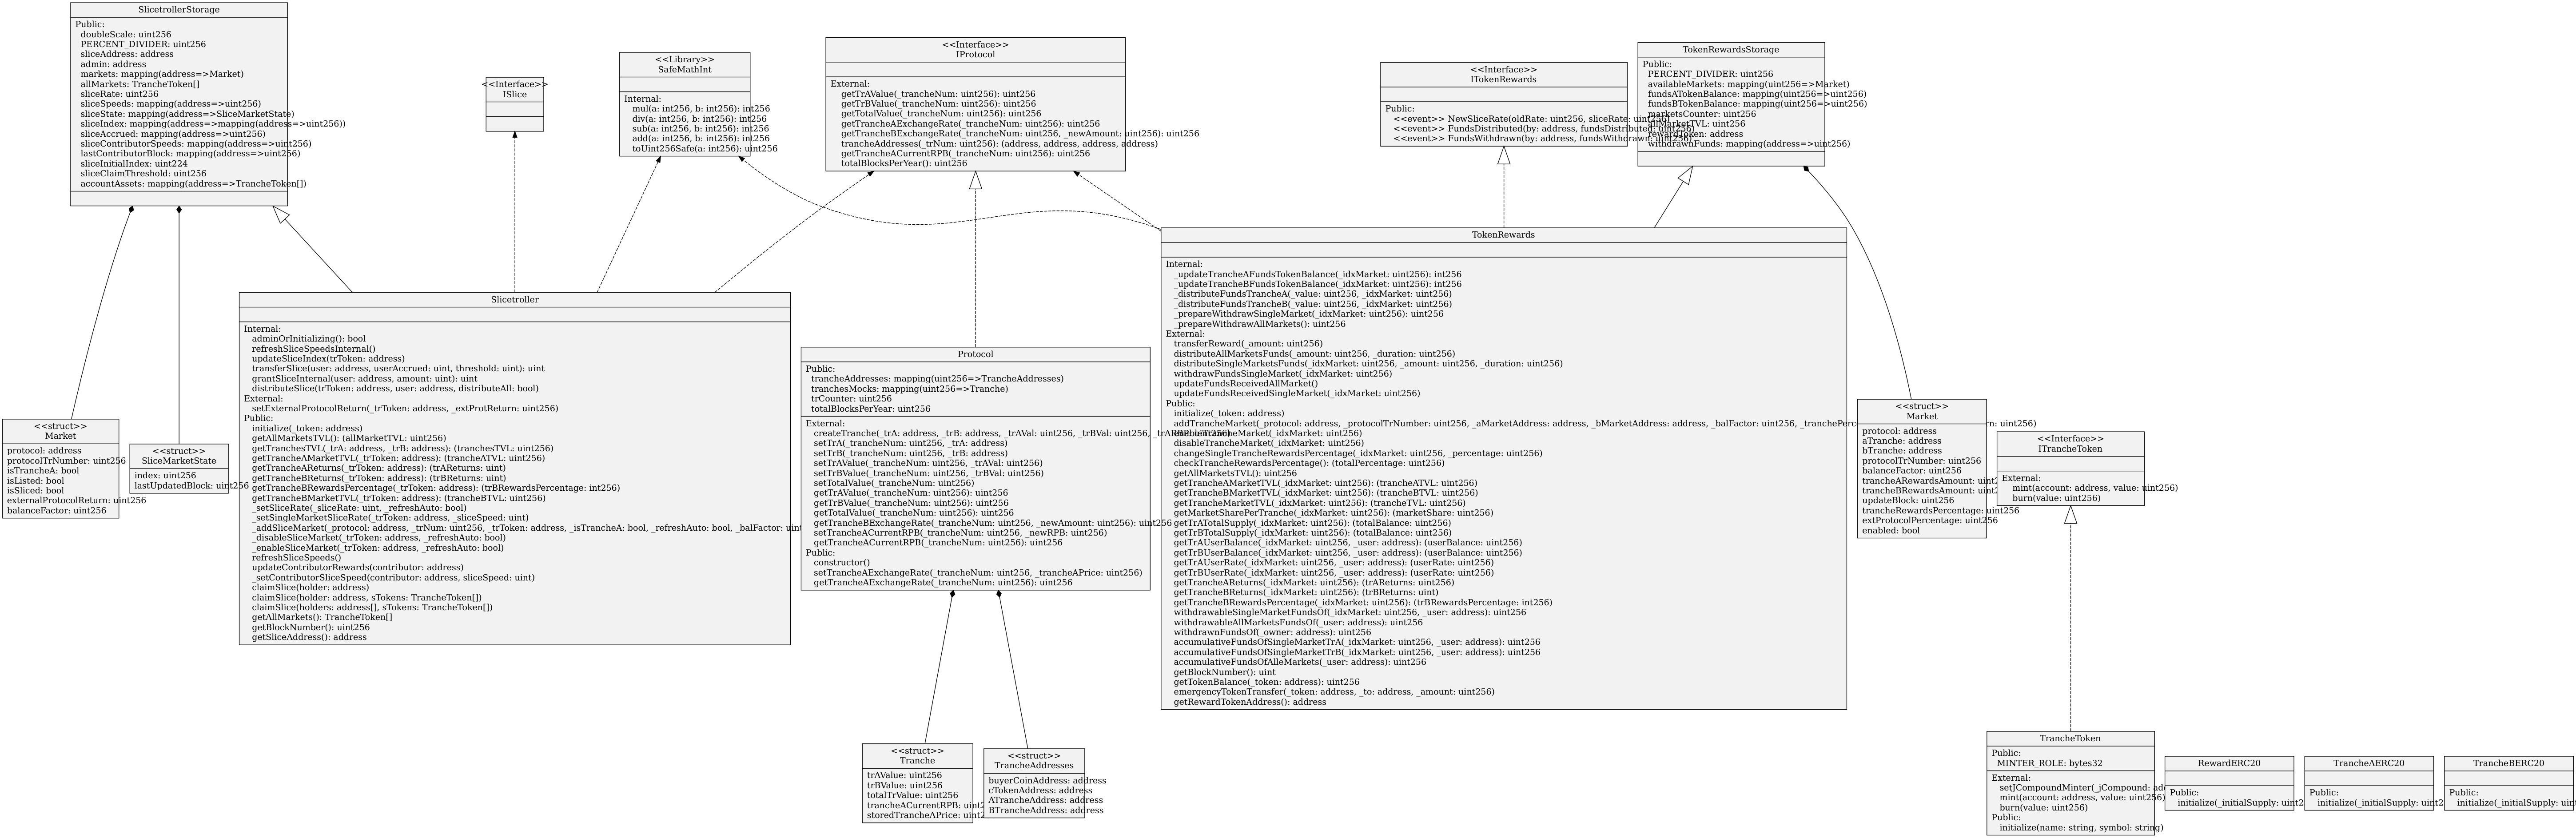 SlicetrollerStorage
Public:
doubleScale: uint256
PERCENT_DIVIDER: uint256
sliceAddress: address
admin: address
markets: mapping(address=>Market)
allMarkets: TrancheToken[]
sliceRate: uint256
sliceSpeeds: mapping(address=>uint256)
sliceState: mapping(address=>SliceMarketState)
sliceIndex: mapping(address=>mapping(address=>uint256))
sliceAccrued: mapping(address=>uint256)
sliceContributorSpeeds: mapping(address=>uint256)
lastContributorBlock: mapping(address=>uint256)
sliceInitialIndex: uint224
sliceClaimThreshold: uint256
accountAssets: mapping(address=>TrancheToken[])
<<Interface>>
ISlice
<<Library>>
SafeMathInt
Internal:
mul(a: int256, b: int256): int256
div(a: int256, b: int256): int256
sub(a: int256, b: int256): int256
add(a: int256, b: int256): int256
toUint256Safe(a: int256): uint256
<<Interface>>
IProtocol
External:
getTrAValue(_trancheNum: uint256): uint256
getTrBValue(_trancheNum: uint256): uint256
getTotalValue(_trancheNum: uint256): uint256
getTrancheAExchangeRate(_trancheNum: uint256): uint256
getTrancheBExchangeRate(_trancheNum: uint256, _newAmount: uint256): uint256
trancheAddresses(_trNum: uint256): (address, address, address, address)
getTrancheACurrentRPB(_trancheNum: uint256): uint256
totalBlocksPerYear(): uint256
<<Interface>>
ITokenRewards
Public:
<<event>> NewSliceRate(oldRate: uint256, sliceRate: uint256)
<<event>> FundsDistributed(by: address, fundsDistributed: uint256)
<<event>> FundsWithdrawn(by: address, fundsWithdrawn: uint256)
TokenRewardsStorage
Public:
PERCENT_DIVIDER: uint256
availableMarkets: mapping(uint256=>Market)
fundsATokenBalance: mapping(uint256=>uint256)
fundsBTokenBalance: mapping(uint256=>uint256)
marketsCounter: uint256
allMarketTVL: uint256
rewardToken: address
withdrawnFunds: mapping(address=>uint256)
<<struct>>
Market
protocol: address
protocolTrNumber: uint256
isTrancheA: bool
isListed: bool
isSliced: bool
externalProtocolReturn: uint256
balanceFactor: uint256
<<struct>>
SliceMarketState
index: uint256
lastUpdatedBlock: uint256
Slicetroller
Internal:
adminOrInitializing(): bool
refreshSliceSpeedsInternal()
updateSliceIndex(trToken: address)
transferSlice(user: address, userAccrued: uint, threshold: uint): uint
grantSliceInternal(user: address, amount: uint): uint
distributeSlice(trToken: address, user: address, distributeAll: bool)
External:
setExternalProtocolReturn(_trToken: address, _extProtReturn: uint256)
Public:
initialize(_token: address)
getAllMarketsTVL(): (allMarketTVL: uint256)
getTranchesTVL(_trA: address, _trB: address): (tranchesTVL: uint256)
getTrancheAMarketTVL(_trToken: address): (trancheATVL: uint256)
getTrancheAReturns(_trToken: address): (trAReturns: uint)
getTrancheBReturns(_trToken: address): (trBReturns: uint)
getTrancheBRewardsPercentage(_trToken: address): (trBRewardsPercentage: int256)
getTrancheBMarketTVL(_trToken: address): (trancheBTVL: uint256)
_setSliceRate(_sliceRate: uint, _refreshAuto: bool)
_setSingleMarketSliceRate(_trToken: address, _sliceSpeed: uint)
_addSliceMarket(_protocol: address, _trNum: uint256, _trToken: address, _isTrancheA: bool, _refreshAuto: bool, _balFactor: uint
_disableSliceMarket(_trToken: address, _refreshAuto: bool)
_enableSliceMarket(_trToken: address, _refreshAuto: bool)
refreshSliceSpeeds()
updateContributorRewards(contributor: address)
_setContributorSliceSpeed(contributor: address, sliceSpeed: uint)
claimSlice(holder: address)
claimSlice(holder: address, sTokens: TrancheToken[])
claimSlice(holders: address[], sTokens: TrancheToken[])
getAllMarkets(): TrancheToken[]
getBlockNumber(): uint256
getSliceAddress(): address
Protocol
Public:
trancheAddresses: mapping(uint256=>TrancheAddresses)
tranchesMocks: mapping(uint256=>Tranche)
trCounter: uint256
totalBlocksPerYear: uint256
External:
createTranche(_trA: address, _trB: address, _trAVal: uint256, _trBVal: uint256,
setTrA(_trancheNum: uint256, _trA: address)
setTrB(_trancheNum: uint256, _trB: address)
setTrAValue(_trancheNum: uint256, _trAVal: uint256)
setTrBValue(_trancheNum: uint256, _trBVal: uint256)
setTotalValue(_trancheNum: uint256)
getTrAValue(_trancheNum: uint256): uint256
getTrBValue(_trancheNum: uint256): uint256
getTotalValue(_trancheNum: uint256): uint256
getTrancheBExchangeRate(_trancheNum: uint256, _newAmount: uint256): uint256
setTrancheACurrentRPB(_trancheNum: uint256, _newRPB: uint256)
getTrancheACurrentRPB(_trancheNum: uint256): uint256
Public:
constructor()
setTrancheAExchangeRate(_trancheNum: uint256, _trancheAPrice: uint256)
getTrancheAExchangeRate(_trancheNum: uint256): uint256
<<struct>>
Tranche
trAValue: uint256
trBValue: uint256
totalTrValue: uint256
trancheACurrentRPB: uint2
storedTrancheAPrice: uint2
<<struct>>
TrancheAddresses
buyerCoinAddress: address
cTokenAddress: address
ATrancheAddress: address
BTrancheAddress: address
TokenRewards
Internal:
_updateTrancheAFundsTokenBalance(_idxMarket: uint256): int256
_updateTrancheBFundsTokenBalance(_idxMarket: uint256): int256
_distributeFundsTrancheA(_value: uint256, _idxMarket: uint256)
_distributeFundsTrancheB(_value: uint256, _idxMarket: uint256)
_prepareWithdrawSingleMarket(_idxMarket: uint256): uint256
_prepareWithdrawAllMarkets(): uint256
External:
transferReward(_amount: uint256)
distributeAllMarketsFunds(_amount: uint256, _duration: uint256)
distributeSingleMarketsFunds(_idxMarket: uint256, _amount: uint256, _duration: uint256)
withdrawFundsSingleMarket(_idxMarket: uint256)
updateFundsReceivedAllMarket()
updateFundsReceivedSingleMarket(_idxMarket: uint256)
Public:
initialize(_token: address)
addTrancheMarket(_protocol: address, _protocolTrNumber: uint256, _aMarketAddress: address, _bMarketAddress: address, _balFactor: uint256, _tranchePerc rn: uint256)
enableTrancheMarket(_idxMarket: uint256)
disableTrancheMarket(_idxMarket: uint256)
changeSingleTrancheRewardsPercentage(_idxMarket: uint256, _percentage: uint256)
checkTrancheRewardsPercentage(): (totalPercentage: uint256)
getAllMarketsTVL(): uint256
getTrancheAMarketTVL(_idxMarket: uint256): (trancheATVL: uint256)
getTrancheBMarketTVL(_idxMarket: uint256): (trancheBTVL: uint256)
getTrancheMarketTVL(_idxMarket: uint256): (trancheTVL: uint256)
getMarketSharePerTranche(_idxMarket: uint256): (marketShare: uint256)
getTrATotalSupply(_idxMarket: uint256): (totalBalance: uint256)
getTrBTotalSupply(_idxMarket: uint256): (totalBalance: uint256)
getTrAUserBalance(_idxMarket: uint256, _user: address): (userBalance: uint256)
getTrBUserBalance(_idxMarket: uint256, _user: address): (userBalance: uint256)
getTrAUserRate(_idxMarket: uint256, _user: address): (userRate: uint256)
getTrBUserRate(_idxMarket: uint256, _user: address): (userRate: uint256)
getTrancheAReturns(_idxMarket: uint256): (trAReturns: uint256)
getTrancheBReturns(_idxMarket: uint256): (trBReturns: uint)
getTrancheBRewardsPercentage(_idxMarket: uint256): (trBRewardsPercentage: int256)
withdrawableSingleMarketFundsOf(_idxMarket: uint256, _user: address): uint256
withdrawableAllMarketsFundsOf(_user: address): uint256
withdrawnFundsOf(_owner: address): uint256
accumulativeFundsOfSingleMarketTrA(_idxMarket: uint256, _user: address): uint256
accumulativeFundsOfSingleMarketTrB(_idxMarket: uint256, _user: address): uint256
accumulativeFundsOfAlleMarkets(_user: address): uint256
getBlockNumber(): uint
getTokenBalance(_token: address): uint256
emergencyTokenTransfer(_token: address, _to: address, _amount: uint256)
getRewardTokenAddress(): address
<<struct>>
Market
protocol: address
aTranche: address
bTranche: address
protocolTrNumber: uint256
balanceFactor: uint256
trancheARewardsAmount: uint2
trancheBRewardsAmount: uint2
updateBlock: uint256
trancheRewardsPercentage: uint256
extProtocolPercentage: uint256
enabled: bool
<<Interface>>
ITrancheToken
External:
mint(account: address, value: uint256)
burn(value: uint256)
TrancheToken
Public:
MINTER_ROLE: bytes32
External:
setJCompoundMinter(_jCompound: add
mint(account: address, value: uint256)
burn(value: uint256)
Public:
initialize(name: string, symbol: string)
RewardERC20
Public:
initialize(_initialSupply: uint2
TrancheAERC20
Public:
initialize(_initialSupply: uint2
TrancheBERC20
Public:
initialize(_initialSupply: uin